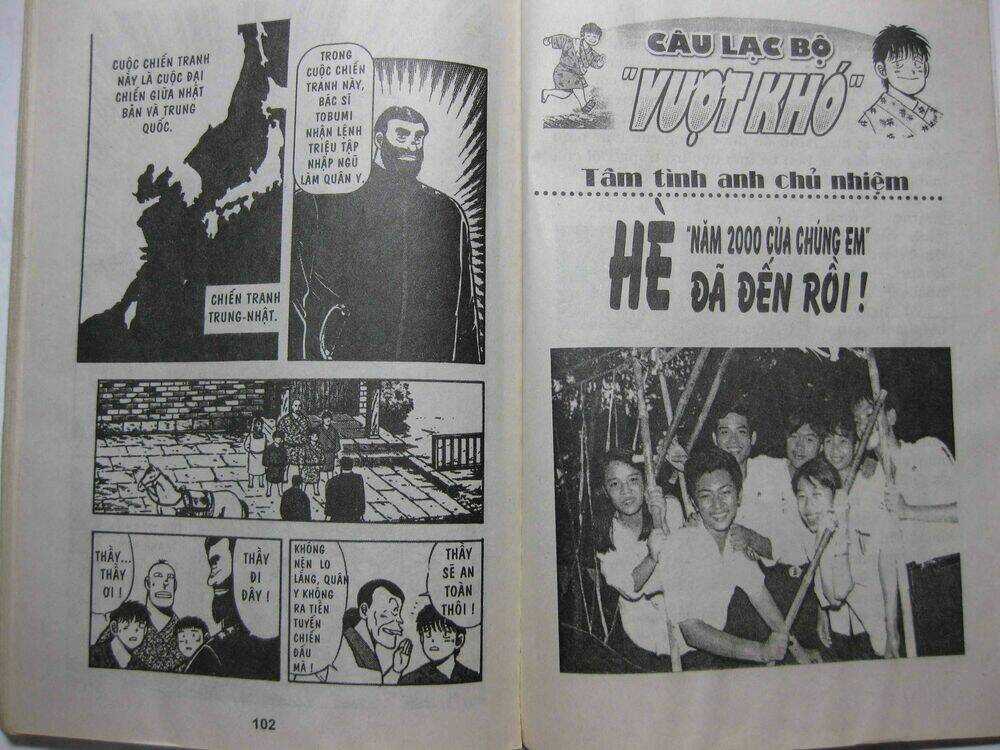 CUỘC CHIẾN TRANH
NÀY LÀ CUỘC ĐẠI
CHIẾN GIỮA NHẬT
BẢN VÀ TRUNG
QUỐC.
TRONG
CUỘC CHIẾN
TRANH NÀY,
BÁC SĨ
TOBUMI
NHẬN LỆNH
TRIỆU TẬP
NHẬP NGŨ
LÀM QUÂN Y.
CHIẾN TRANH
TRUNG-NHẬT.
THẦY...
THẦY
ƠI !
THẦY
ĐI
ĐÂY !
KHÔNG
NÊN LO
LẮNG, QUÂN
Y KHÔNG
RA TIỀN
TUYẾN
CHIẾN
ĐẤU
MÀ !
THẦY
SẼ AN
TOÀN
THÔI !
102
CÂU LẠC BỘ
"VƯỢT KHÓ"
Tâm tình anh chủ nhiệm
HÈ "NĂM 2000 CỦA CHÚNG EM"
ĐÃ ĐẾN RỒI !